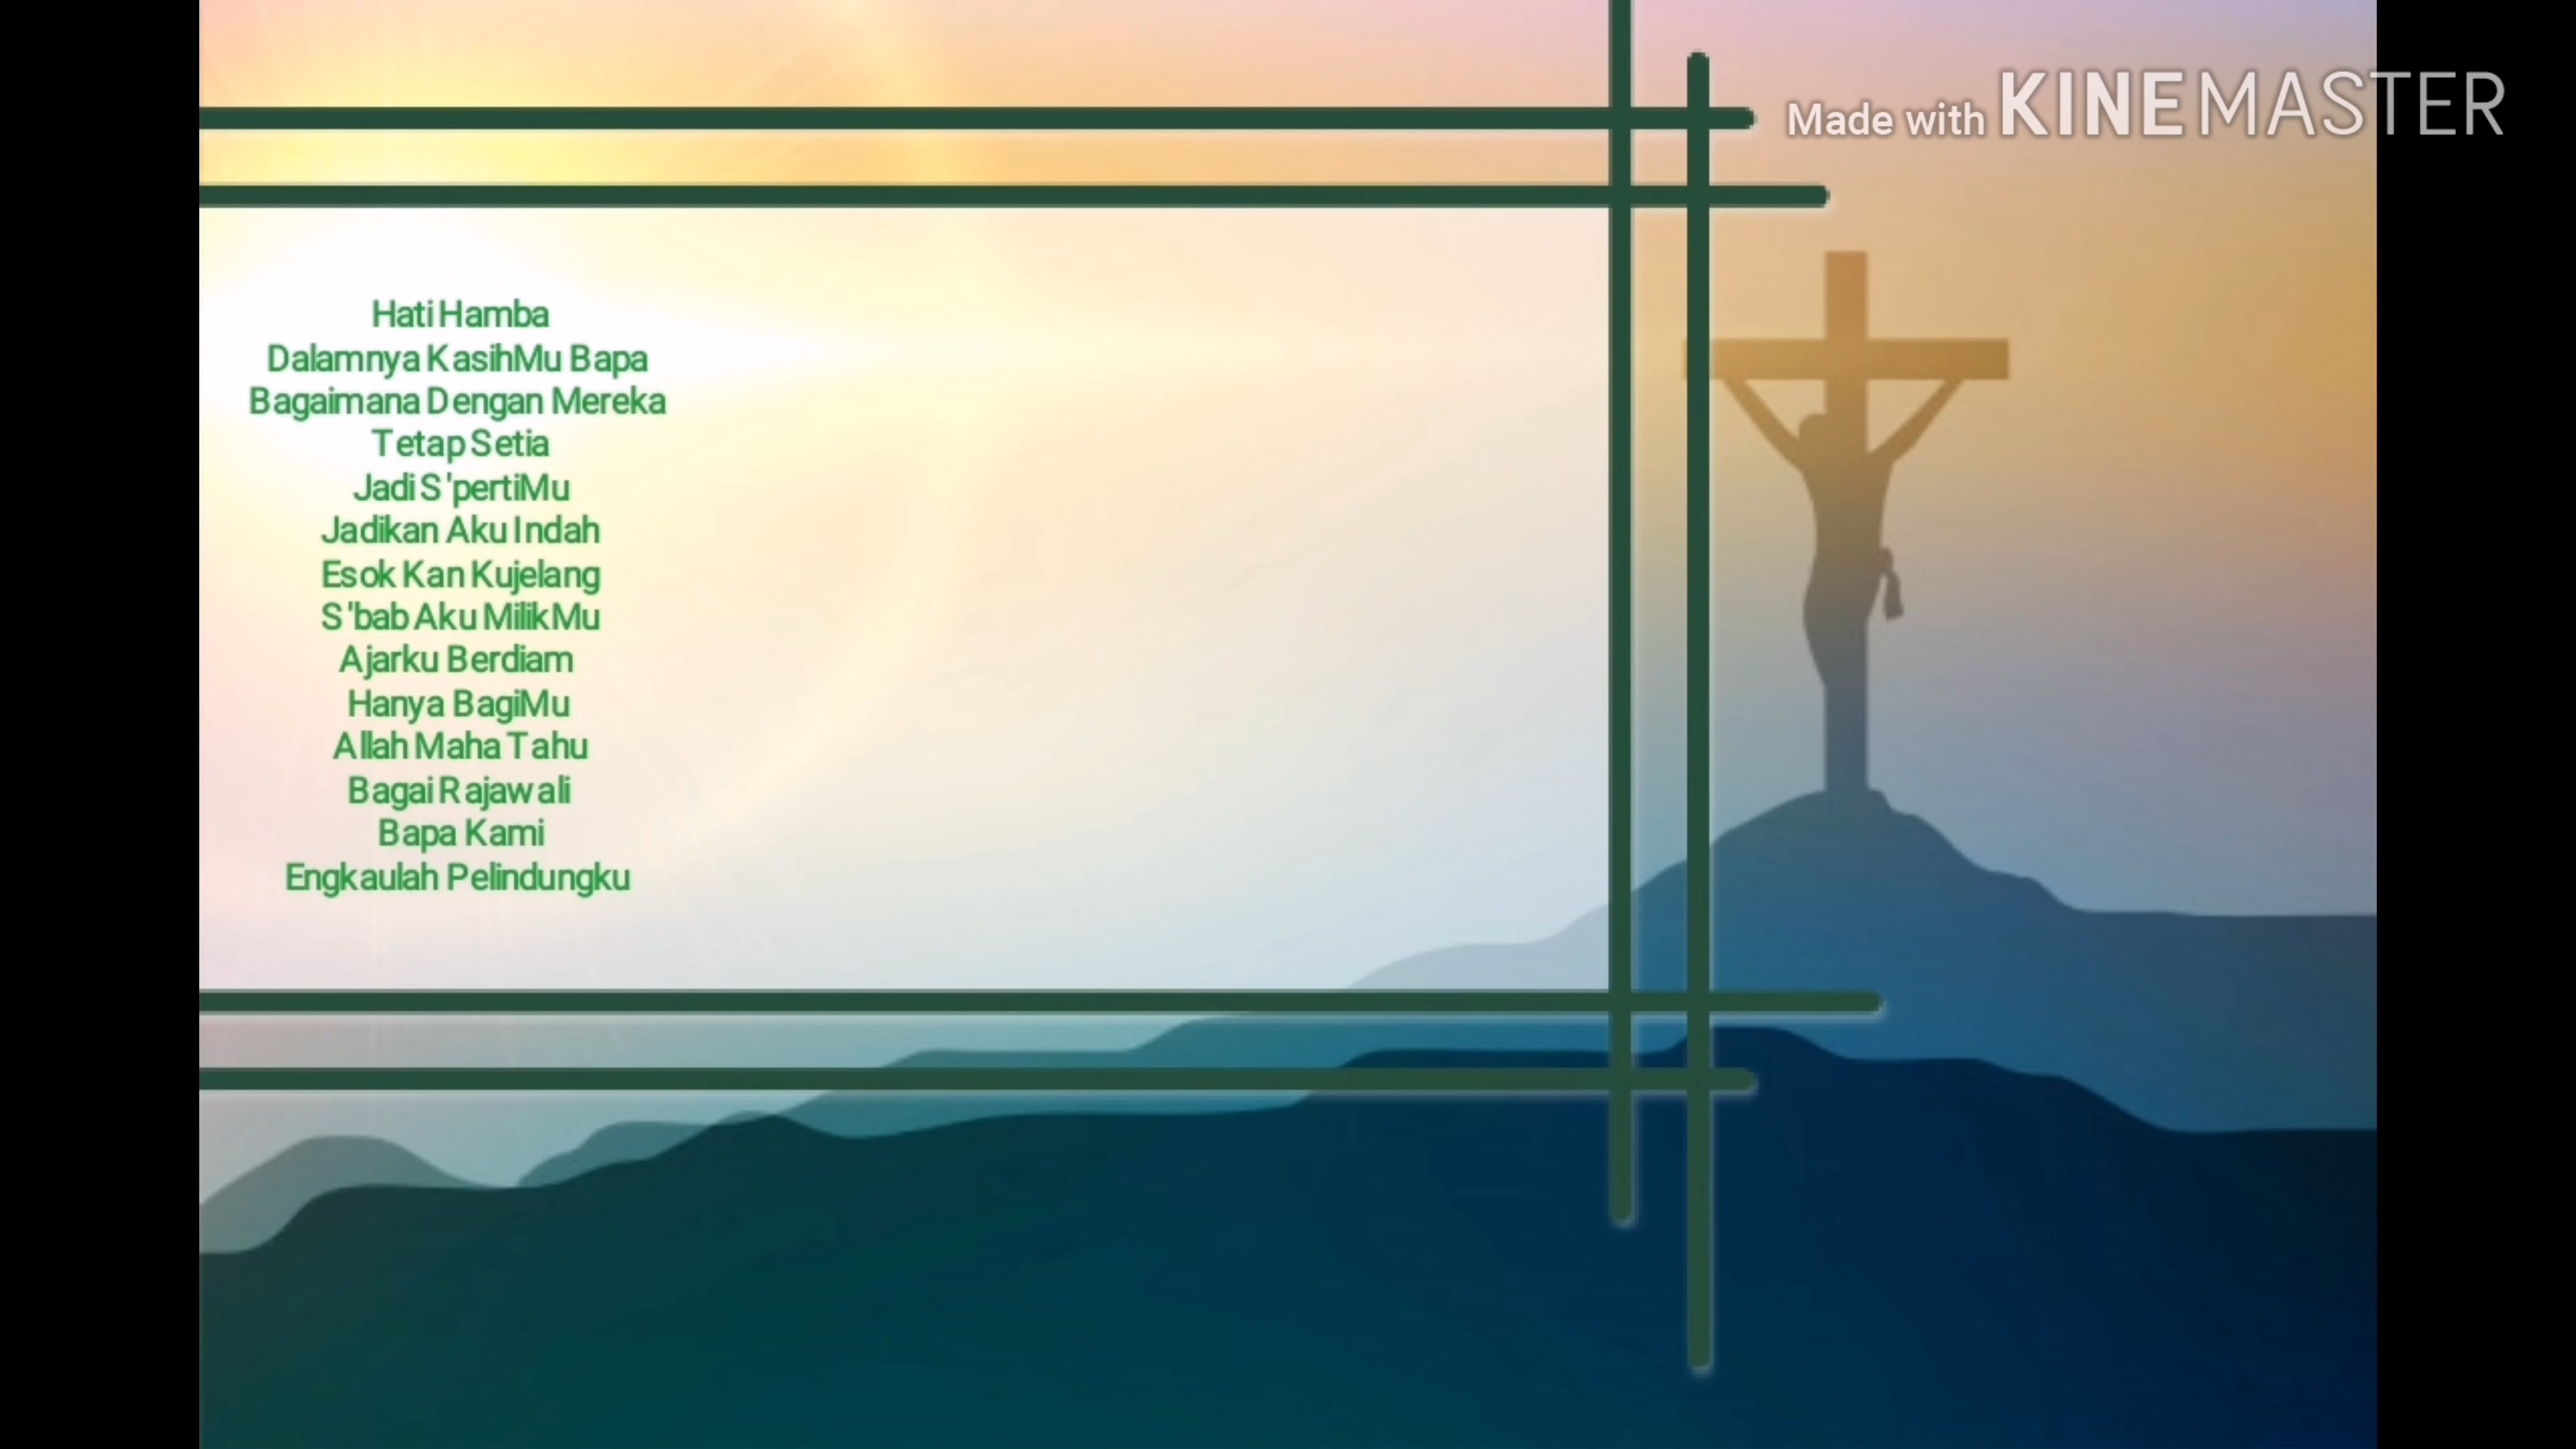 Made with KINEMASTER
Hati Hamba
Dalamnya KasihMu Bapa
Bagaimana Dengan Mereka
Tetap Setia
Jadi S'pertiMu
Jadikan Aku Indah
Esok Kan Kujelang
S'bab Aku MilikMu
Ajarku Berdiam
Hanya BagiMu
Allah Maha Tahu
Bagai Rajawali
Bapa Kami
Engkaulah Pelindungku